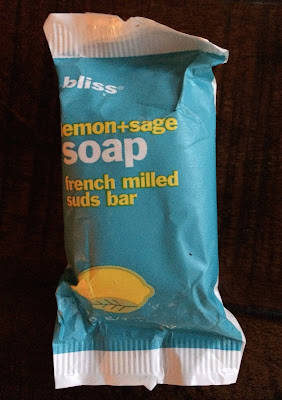 bliss®
lemon+sage
soap
french milled
suds bar